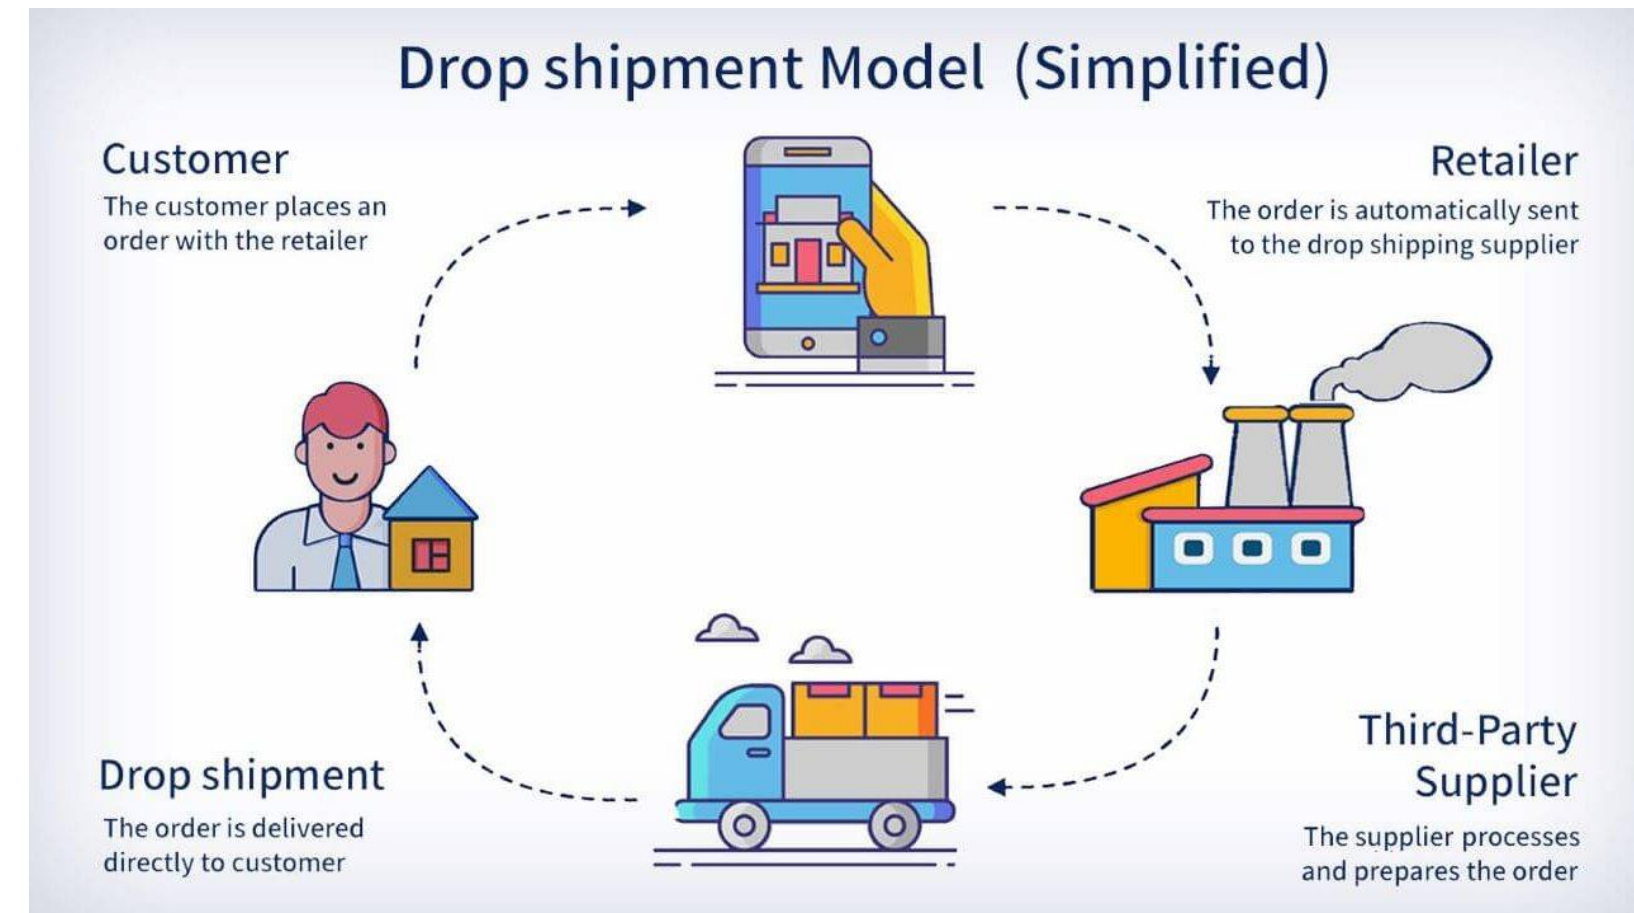 Drop shipment Model (Simplified)
Customer
The customer places an
order with the retailer
Retailer
The order is automatically sent
to the drop shipping supplier
Third-Party
Supplier
The supplier processes
and prepares the order
Drop shipment
The order is delivered
directly to customer